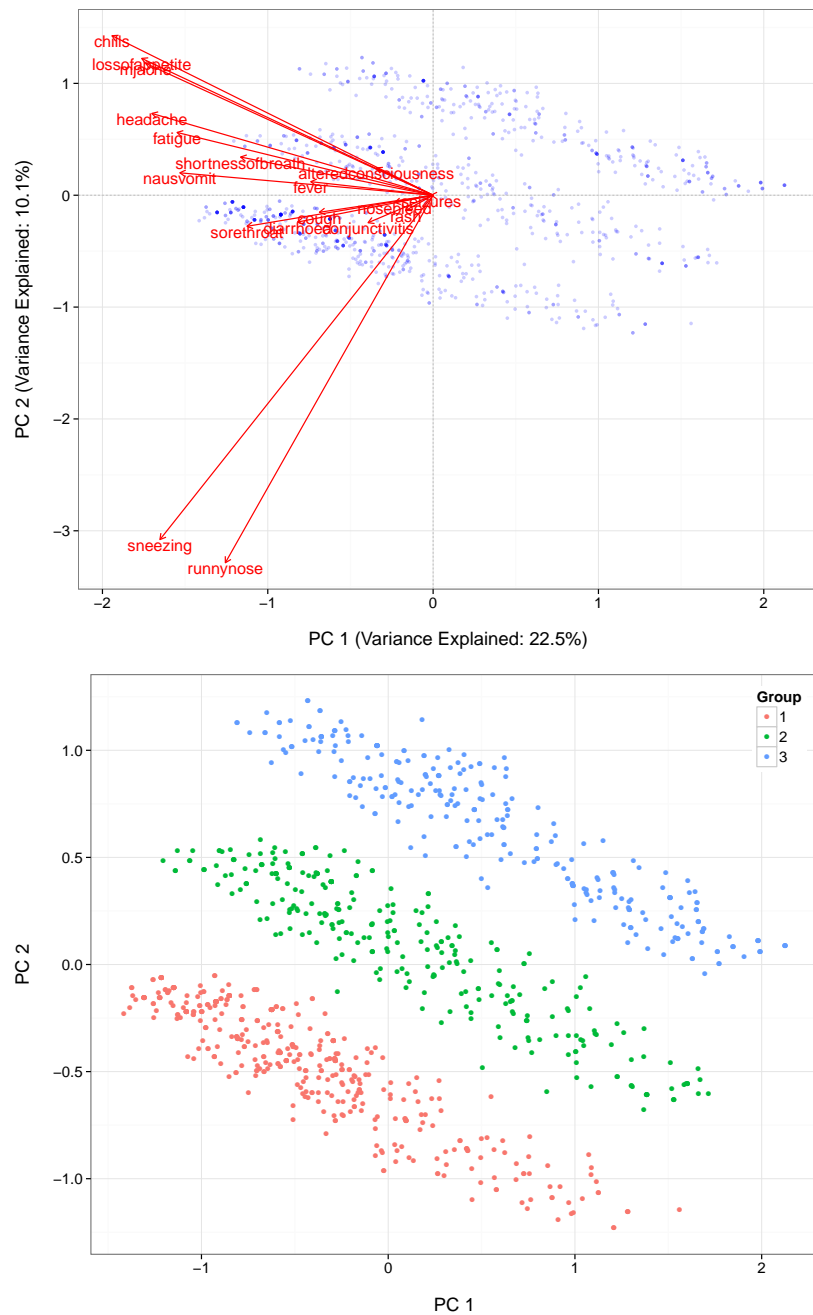 chills
lossofappetite
mjache
headache
fatigue
shortnessofbreath
alteredconsciousness
nausvomit
fever
seizures
nosebleed
rash
cough
sorethroat
diarrhoea
conjunctivitis
sneezing
runnynose
1
0
−1
−2
−3
−2
−1
0
1
2
PC 2 (Variance Explained: 10.1%)
PC 1 (Variance Explained: 22.5%)
Group
1
2
3
1.0
0.5
0.0
−0.5
−1.0
−1
0
1
2
PC 2
PC 1